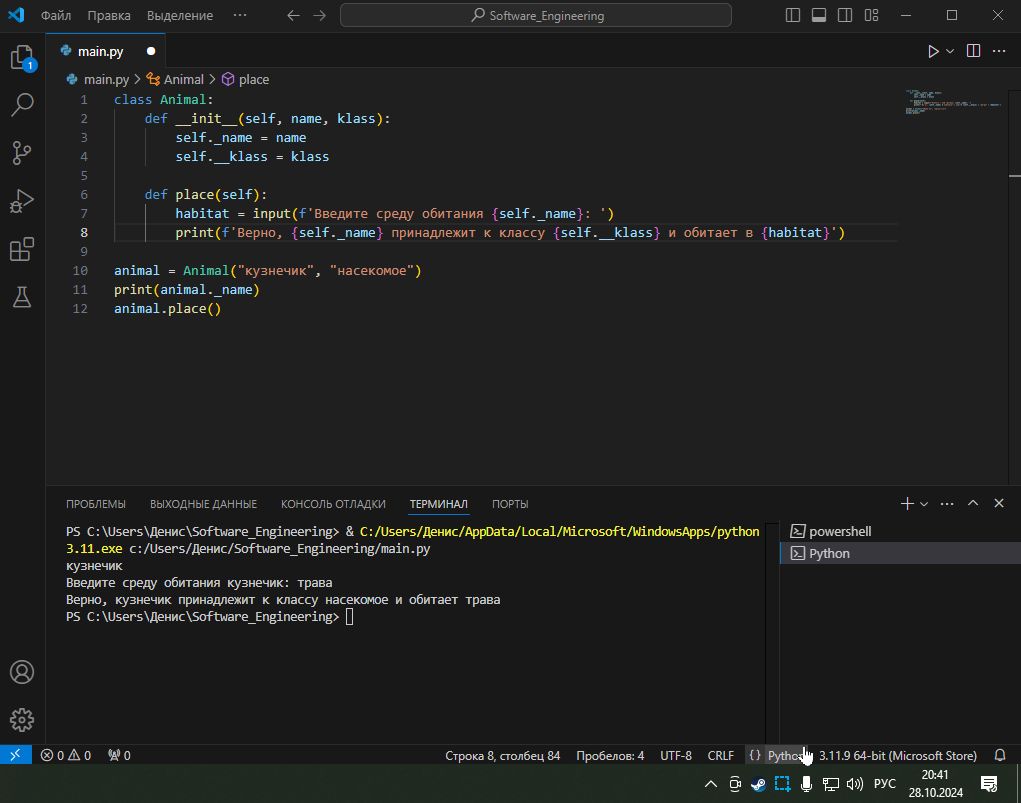 Файл Правка Выделение ··· Software_Engineering
1
main.py
main.py > Animal > place
1 class Animal:
2 def __init__(self, name, klass):
3 self._name = name
4 self.__klass = klass
5
6 def place(self):
7 habitat = input(f'Введите среду обитания {self._name}: ')
8 print(f'Верно, {self._name} принадлежит к классу {self.__klass} и обитает в {habitat}')
9
10 animal = Animal("кузнечик", "насекомое")
11 print(animal._name)
12 animal.place()
ПРОБЛЕМЫ ВЫХОДНЫЕ ДАННЫЕ КОНСОЛЬ ОТЛАДКИ ТЕРМИНАЛ ПОРТЫ
PS C:\Users\Денис\Software_Engineering> & C:/Users/Денис/AppData/Local/Microsoft/WindowsApps/python
3.11.exe c:/Users/Денис/Software_Engineering/main.py
кузнечик
Введите среду обитания кузнечик: трава
Верно, кузнечик принадлежит к классу насекомое и обитает трава
PS C:\Users\Денис\Software_Engineering>
powershell
Python
0 0 0 Строка 8, столбец 84 Пробелов: 4 UTF-8 CRLF {} Python 3.11.9 64-bit (Microsoft Store)
РУС
20:41
28.10.2024